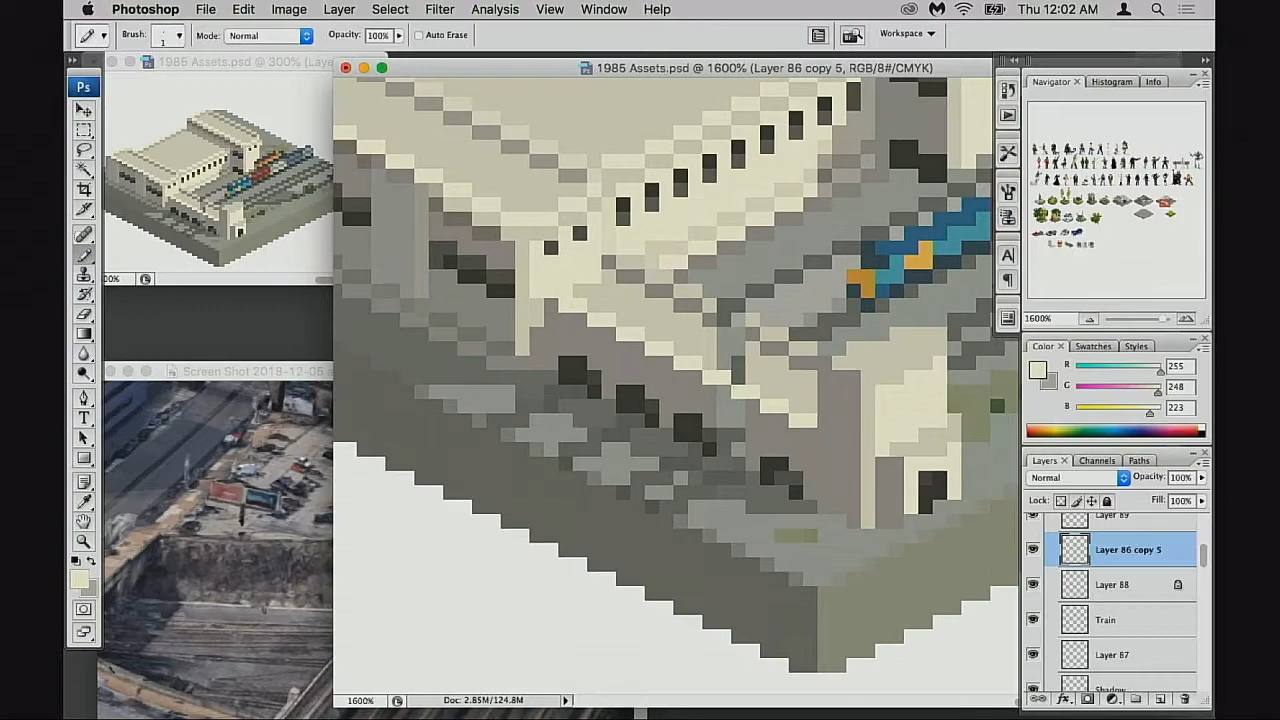 Photoshop File Edit Image Layer Select Filter Analysis View Window Help Thu 12:02 AM
Brush: 1 Mode: Normal Opacity: 100% Auto Erase Workspace
1985 Assets.psd @ 300% (Laye
1985 Assets.psd @ 1600% (Layer 86 copy 5, RGB/8#/CMYK)
Ps
Navigator Histogram Info
1600%
Color Swatches Styles
R 255
G 248
B 223
Layers Channels Paths
Normal Opacity: 100%
Lock: Fill: 100%
Layer 89
Layer 86 copy 5
Layer 88
Train
Layer 87
Shadow
00%
Screen Shot 2018-12-05 a
1600% Doc: 2.85M/124.8M